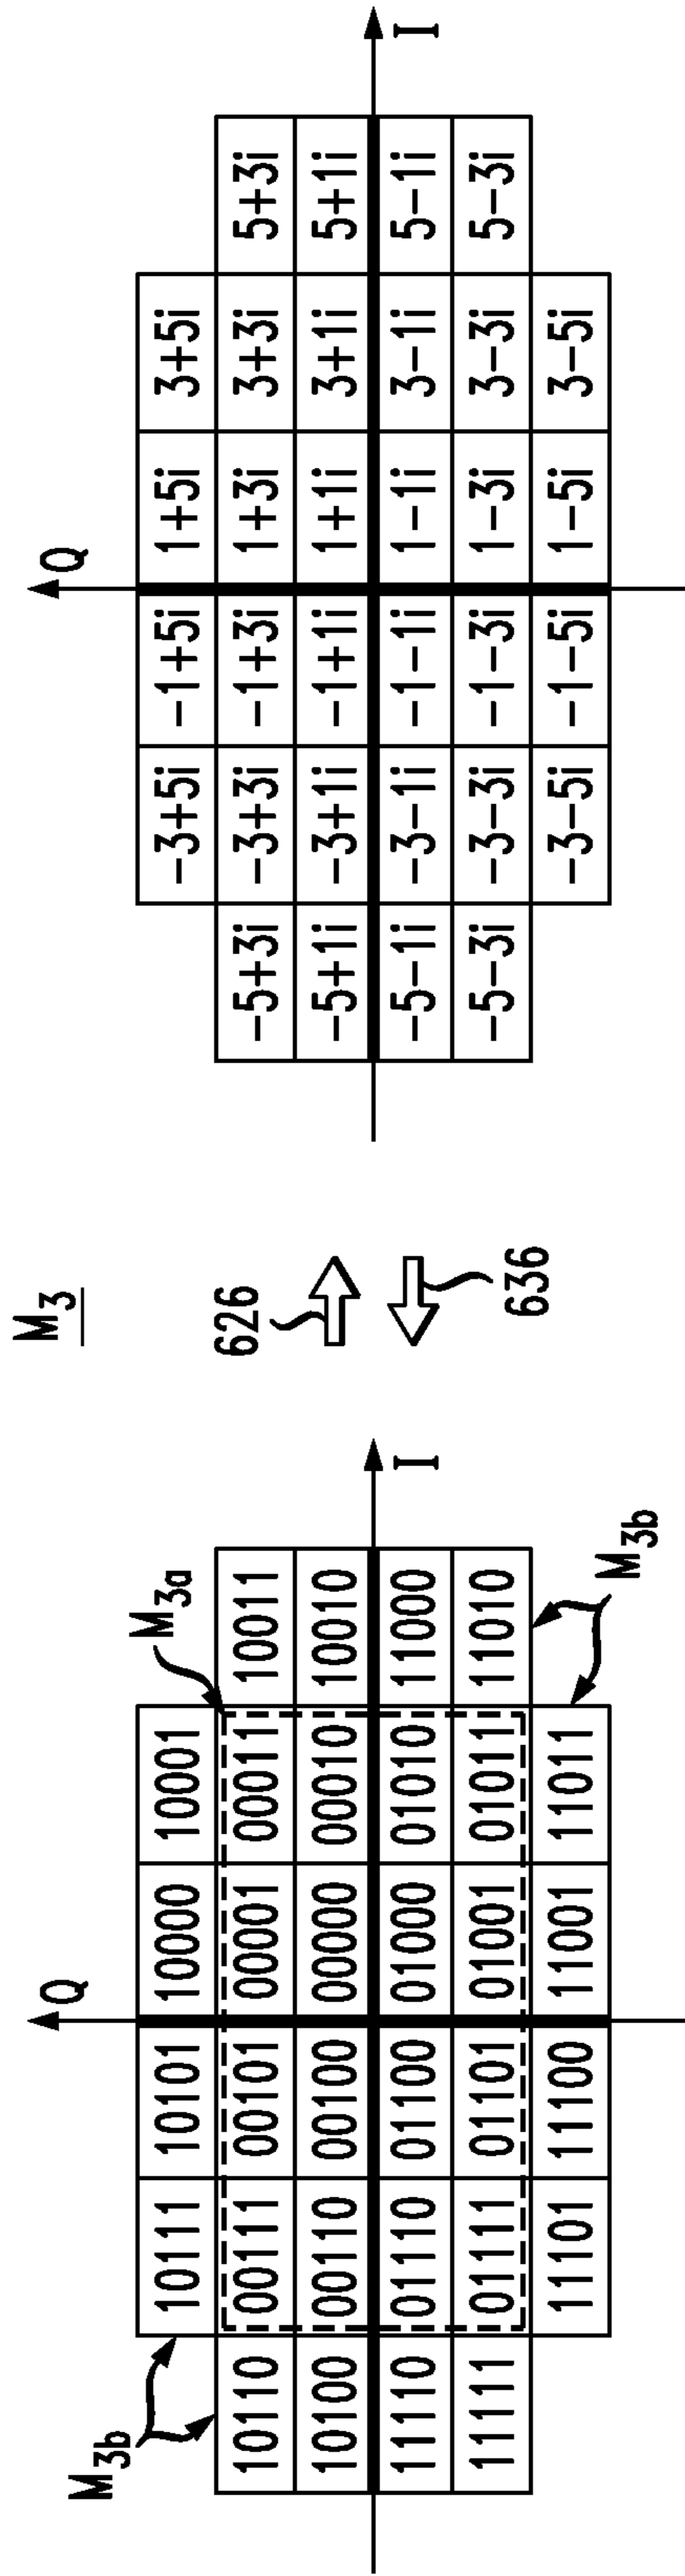 M3
Q
10111 10101 10000 10001
M3a
10110 00111 00101 00001 00011 10011
10100 00110 00100 00000 00010 10010
I
11110 01110 01100 01000 01010 11000
11111 01111 01101 01001 01011 11010
11101 11100 11001 11011
M3b
M3b
626
636
Q
-3+5i -1+5i 1+5i 3+5i
-5+3i -3+3i -1+3i 1+3i 3+3i 5+3i
-5+1i -3+1i -1+1i 1+1i 3+1i 5+1i
I
-5-1i -3-1i -1-1i 1-1i 3-1i 5-1i
-5-3i -3-3i -1-3i 1-3i 3-3i 5-3i
-3-5i -1-5i 1-5i 3-5i